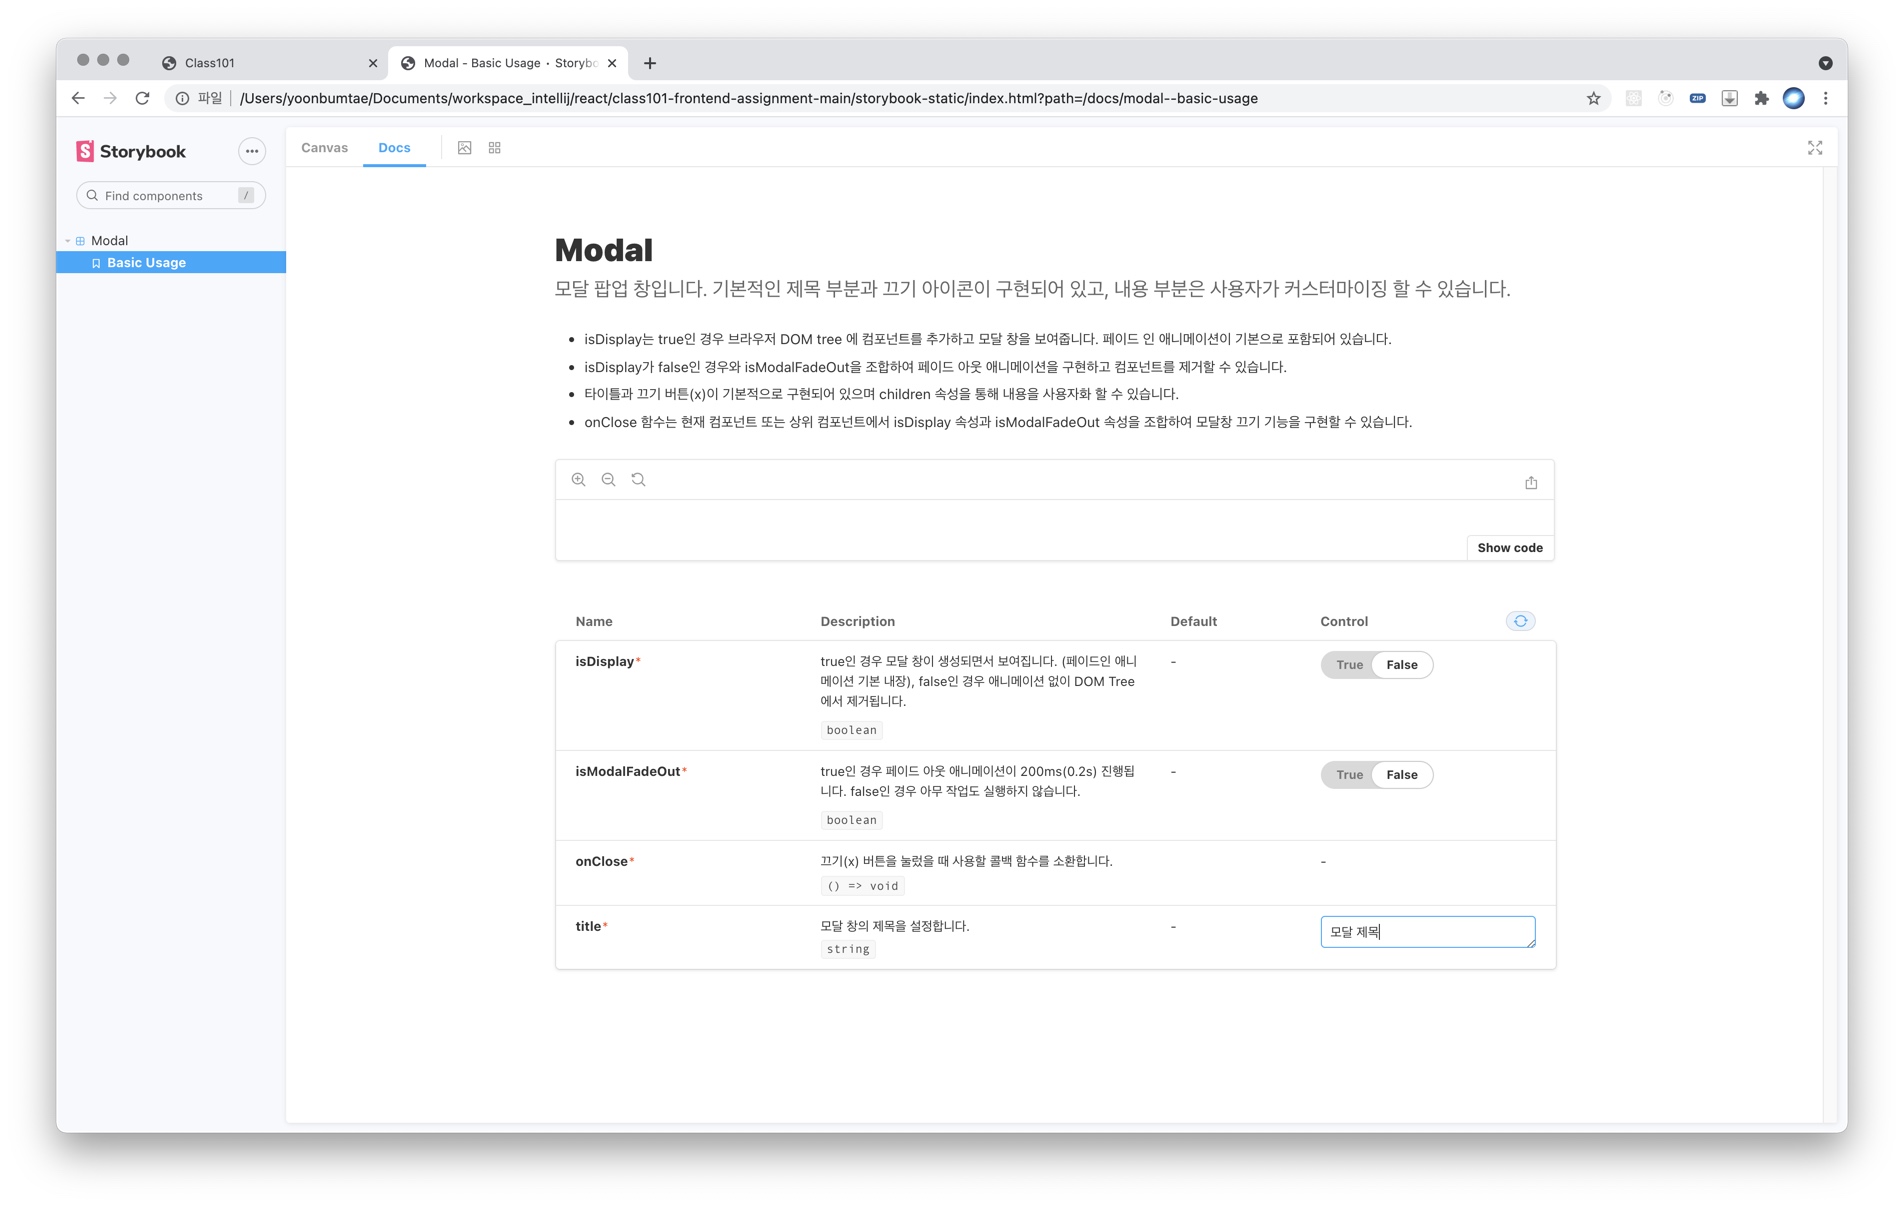 Class101
Modal - Basic Usage · Storybo
파일 | /Users/yoonbumtae/Documents/workspace_intellij/react/class101-frontend-assignment-main/storybook-static/index.html?path=/docs/modal--basic-usage
ZIP
Storybook
Find components /
Modal
Basic Usage
Canvas Docs
Modal
모달 팝업 창입니다. 기본적인 제목 부분과 끄기 아이콘이 구현되어 있고, 내용 부분은 사용자가 커스터마이징 할 수 있습니다.
• isDisplay는 true인 경우 브라우저 DOM tree 에 컴포넌트를 추가하고 모달 창을 보여줍니다. 페이드 인 애니메이션이 기본으로 포함되어 있습니다.
• isDisplay가 false인 경우와 isModalFadeOut을 조합하여 페이드 아웃 애니메이션을 구현하고 컴포넌트를 제거할 수 있습니다.
• 타이틀과 끄기 버튼(x)이 기본적으로 구현되어 있으며 children 속성을 통해 내용을 사용자화 할 수 있습니다.
• onClose 함수는 현재 컴포넌트 또는 상위 컴포넌트에서 isDisplay 속성과 isModalFadeOut 속성을 조합하여 모달창 끄기 기능을 구현할 수 있습니다.
Show code
Name Description Default Control
isDisplay* true인 경우 모달 창이 생성되면서 보여집니다. (페이드인 애니 - True False
메이션 기본 내장), false인 경우 애니메이션 없이 DOM Tree
에서 제거됩니다.
boolean
isModalFadeOut* true인 경우 페이드 아웃 애니메이션이 200ms(0.2s) 진행됩 - True False
니다. false인 경우 아무 작업도 실행하지 않습니다.
boolean
onClose* 끄기(x) 버튼을 눌렀을 때 사용할 콜백 함수를 소환합니다. -
() => void
title* 모달 창의 제목을 설정합니다. - 모달 제목
string